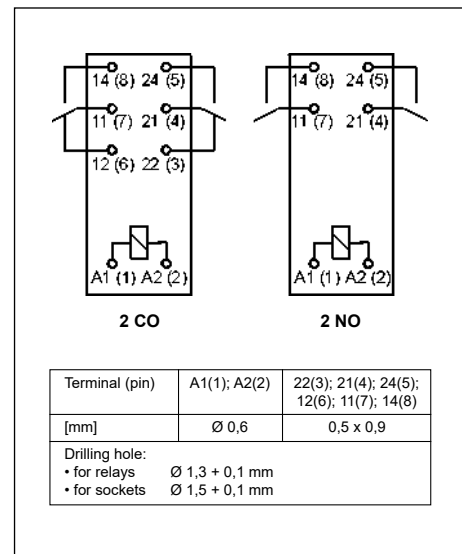 14 (8) 24 (5)
11 (7) 21 (4)
12 (6) 22 (3)
A1 (1) A2 (2)
2 CO
14 (8) 24 (5)
11 (7) 21 (4)
A1 (1) A2 (2)
2 NO
Terminal (pin) A1(1); A2(2) 22(3); 21(4); 24(5);
12(6); 11(7); 14(8)
[mm] Ø 0,6 0,5 x 0,9
Drilling hole:
• for relays Ø 1,3 + 0,1 mm
• for sockets Ø 1,5 + 0,1 mm